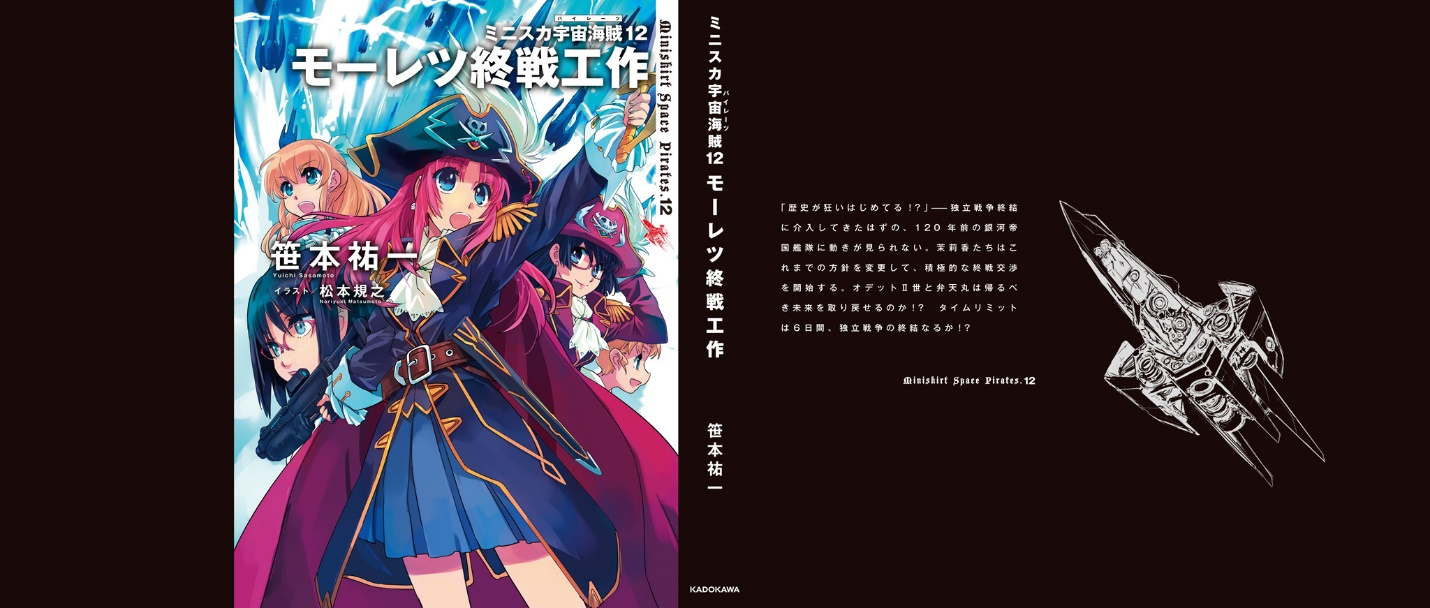 パイレーツ
ミニスカ宇宙海賊12
モーレツ終戦工作
Miniskirt Space Pirates.12
笹本祐一
Yuichi Sasamoto
イラスト/松本規之
Noriyuki Matsumoto
ミニスカ宇宙海賊12 モーレツ終戦工作
パイレーツ
笹本祐一
KADOKAWA
「歴史が狂いはじめてる!?」――独立戦争終結
に介入してきたはずの、120年前の銀河帝
国艦隊に動きが見られない。茉莉香たちはこ
れまでの方針を変更して、積極的な終戦交渉
を開始する。オデットⅡ世と弁天丸は帰るべ
き未来を取り戻せるのか!? タイムリミット
は6日間、独立戦争の終結なるか!?
Miniskirt Space Pirates.12